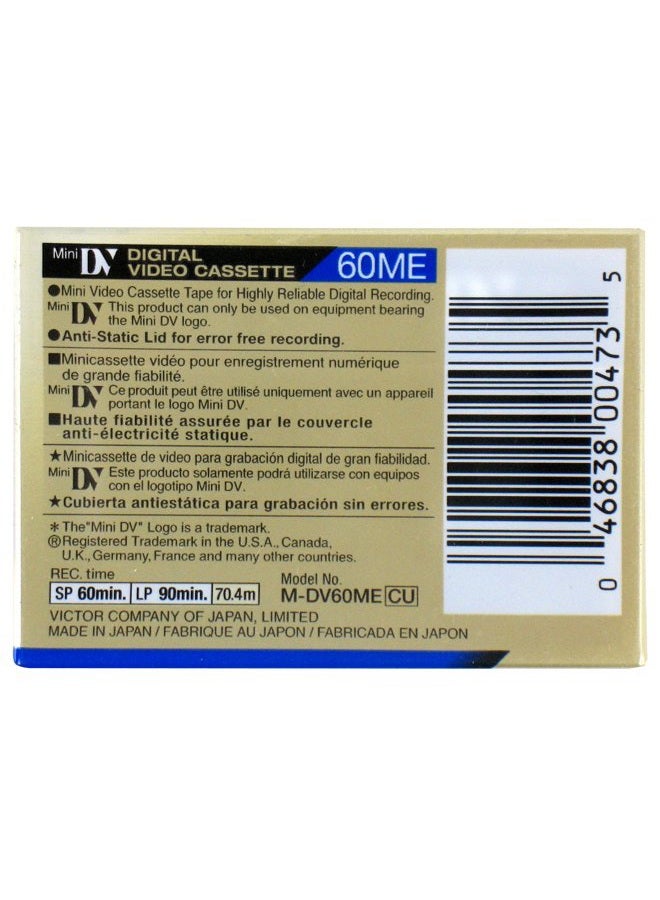 Mini DV DIGITAL
VIDEO CASSETTE
60ME
●Mini Video Cassette Tape for Highly Reliable Digital Recording.
Mini DV This product can only be used on equipment bearing
the Mini DV logo.
●Anti-Static Lid for error free recording.
■Minicassette vidéo pour enregistrement numérique
de grande fiabilité.
Mini DV Ce produit peut être utilisé uniquement avec un appareil
portant le logo Mini DV.
■Haute fiabilité assurée par le couvercle
anti-électricité statique.
★Minicassette de video para grabación digital de gran fiabilidad.
Mini DV Este producto solamente podrá utilizarse con equipos
con el logotipo Mini DV.
★Cubierta antiestática para grabación sin errores.
* The"Mini DV" Logo is a trademark.
®Registered Trademark in the U.S.A., Canada,
U.K., Germany, France and many other countries.
REC. time
SP 60min. LP 90min. 70.4m
Model No.
M-DV60ME CU
VICTOR COMPANY OF JAPAN, LIMITED
MADE IN JAPAN / FABRIQUE AU JAPON / FABRICADA EN JAPON
0 46838 00473 5